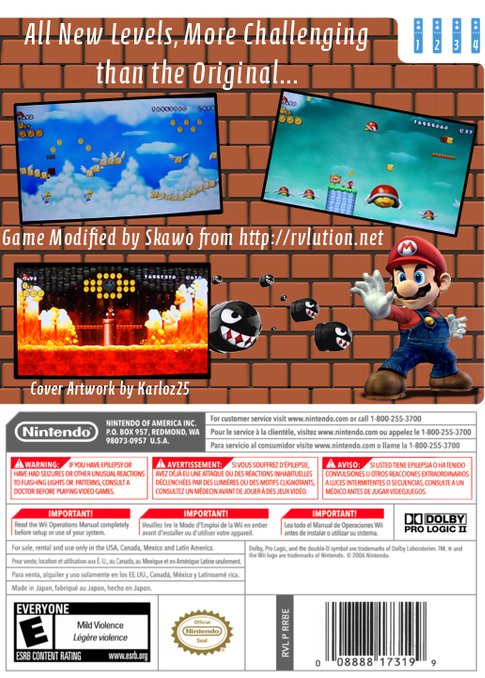 All New Levels, More Challenging
than the Original...
1 2 3 4
Game Modified by Skawo from http://rvlution.net
Cover Artwork by Karloz25
Nintendo
NINTENDO OF AMERICA INC.
P.O. BOX 957, REDMOND, WA
98073-0957 U.S.A.
For customer service visit www.nintendo.com or call 1-800-255-3700
Pour le service à la clientèle, visitez www.nintendo.com ou appelez le 1-800-255-3700
Para servicio al consumidor visite www.nintendo.com o llame la 1-800-255-3700
WARNING: IF YOU HAVE EPILEPSY OR
HAVE HAD SEIZURES OR OTHER UNUSUAL REACTIONS
TO FLASHING LIGHTS OR PATTERNS, CONSULT A
DOCTOR BEFORE PLAYING VIDEO GAMES.
AVERTISSEMENT: SI VOUS SOUFFREZ D'ÉPILEPSIE,
AVEZ DÉJÀ EU UNE ATTAQUE OU DES RÉACTIONS INHABITUELLES
DÉCLENCHÉES PAR DES LUMIÈRES OU DES MOTIFS CLIGNOTANTS,
CONSULTEZ UN MÉDECIN AVANT DE JOUER À DES JEUX VIDÉO.
AVISO: SI USTED TIENE EPILEPSIA O HA TENIDO
CONVULSIONES U OTRAS REACCIONES EXTRAORDINARIAS
A LUCES INTERMITENTES O SECUENCIAS, CONSULTE A UN
MÉDICO ANTES DE JUGAR VIDEOJUEGOS.
IMPORTANT!
Read the Wii Operations Manual completely
before setup or use of your system.
IMPORTANT!
Veuillez lire le Mode d'Emploi de la Wii en entier
avant d'installer ou d'utiliser votre appareil.
IMPORTANT!
Lea todo el Manual de Operaciones Wii
antes de instalar o utilizar su sistema.
DOLBY
PRO LOGIC II
For sale, rental and use only in the USA, Canada, Mexico and Latin America.
Pour vente, location et utilisation aux É.-U., au Canada, au Mexique et en Amérique Latine seulement.
Para venta, alquiler y uso solamente en los EE.UU., Canadá, México y Latinoamérica.
Made in Japan, fabriqué au Japon, hecho en Japon.
Dolby, Pro Logic, and the double-D symbol are trademarks of Dolby Laboratories. TM, ® and
the Wii logo are trademarks of Nintendo. © 2006 Nintendo.
EVERYONE
E
Mild Violence
Légère violence
ESRB CONTENT RATING www.esrb.org
Official
Nintendo
Seal
RVL P RRBE
0 08888 17319 9